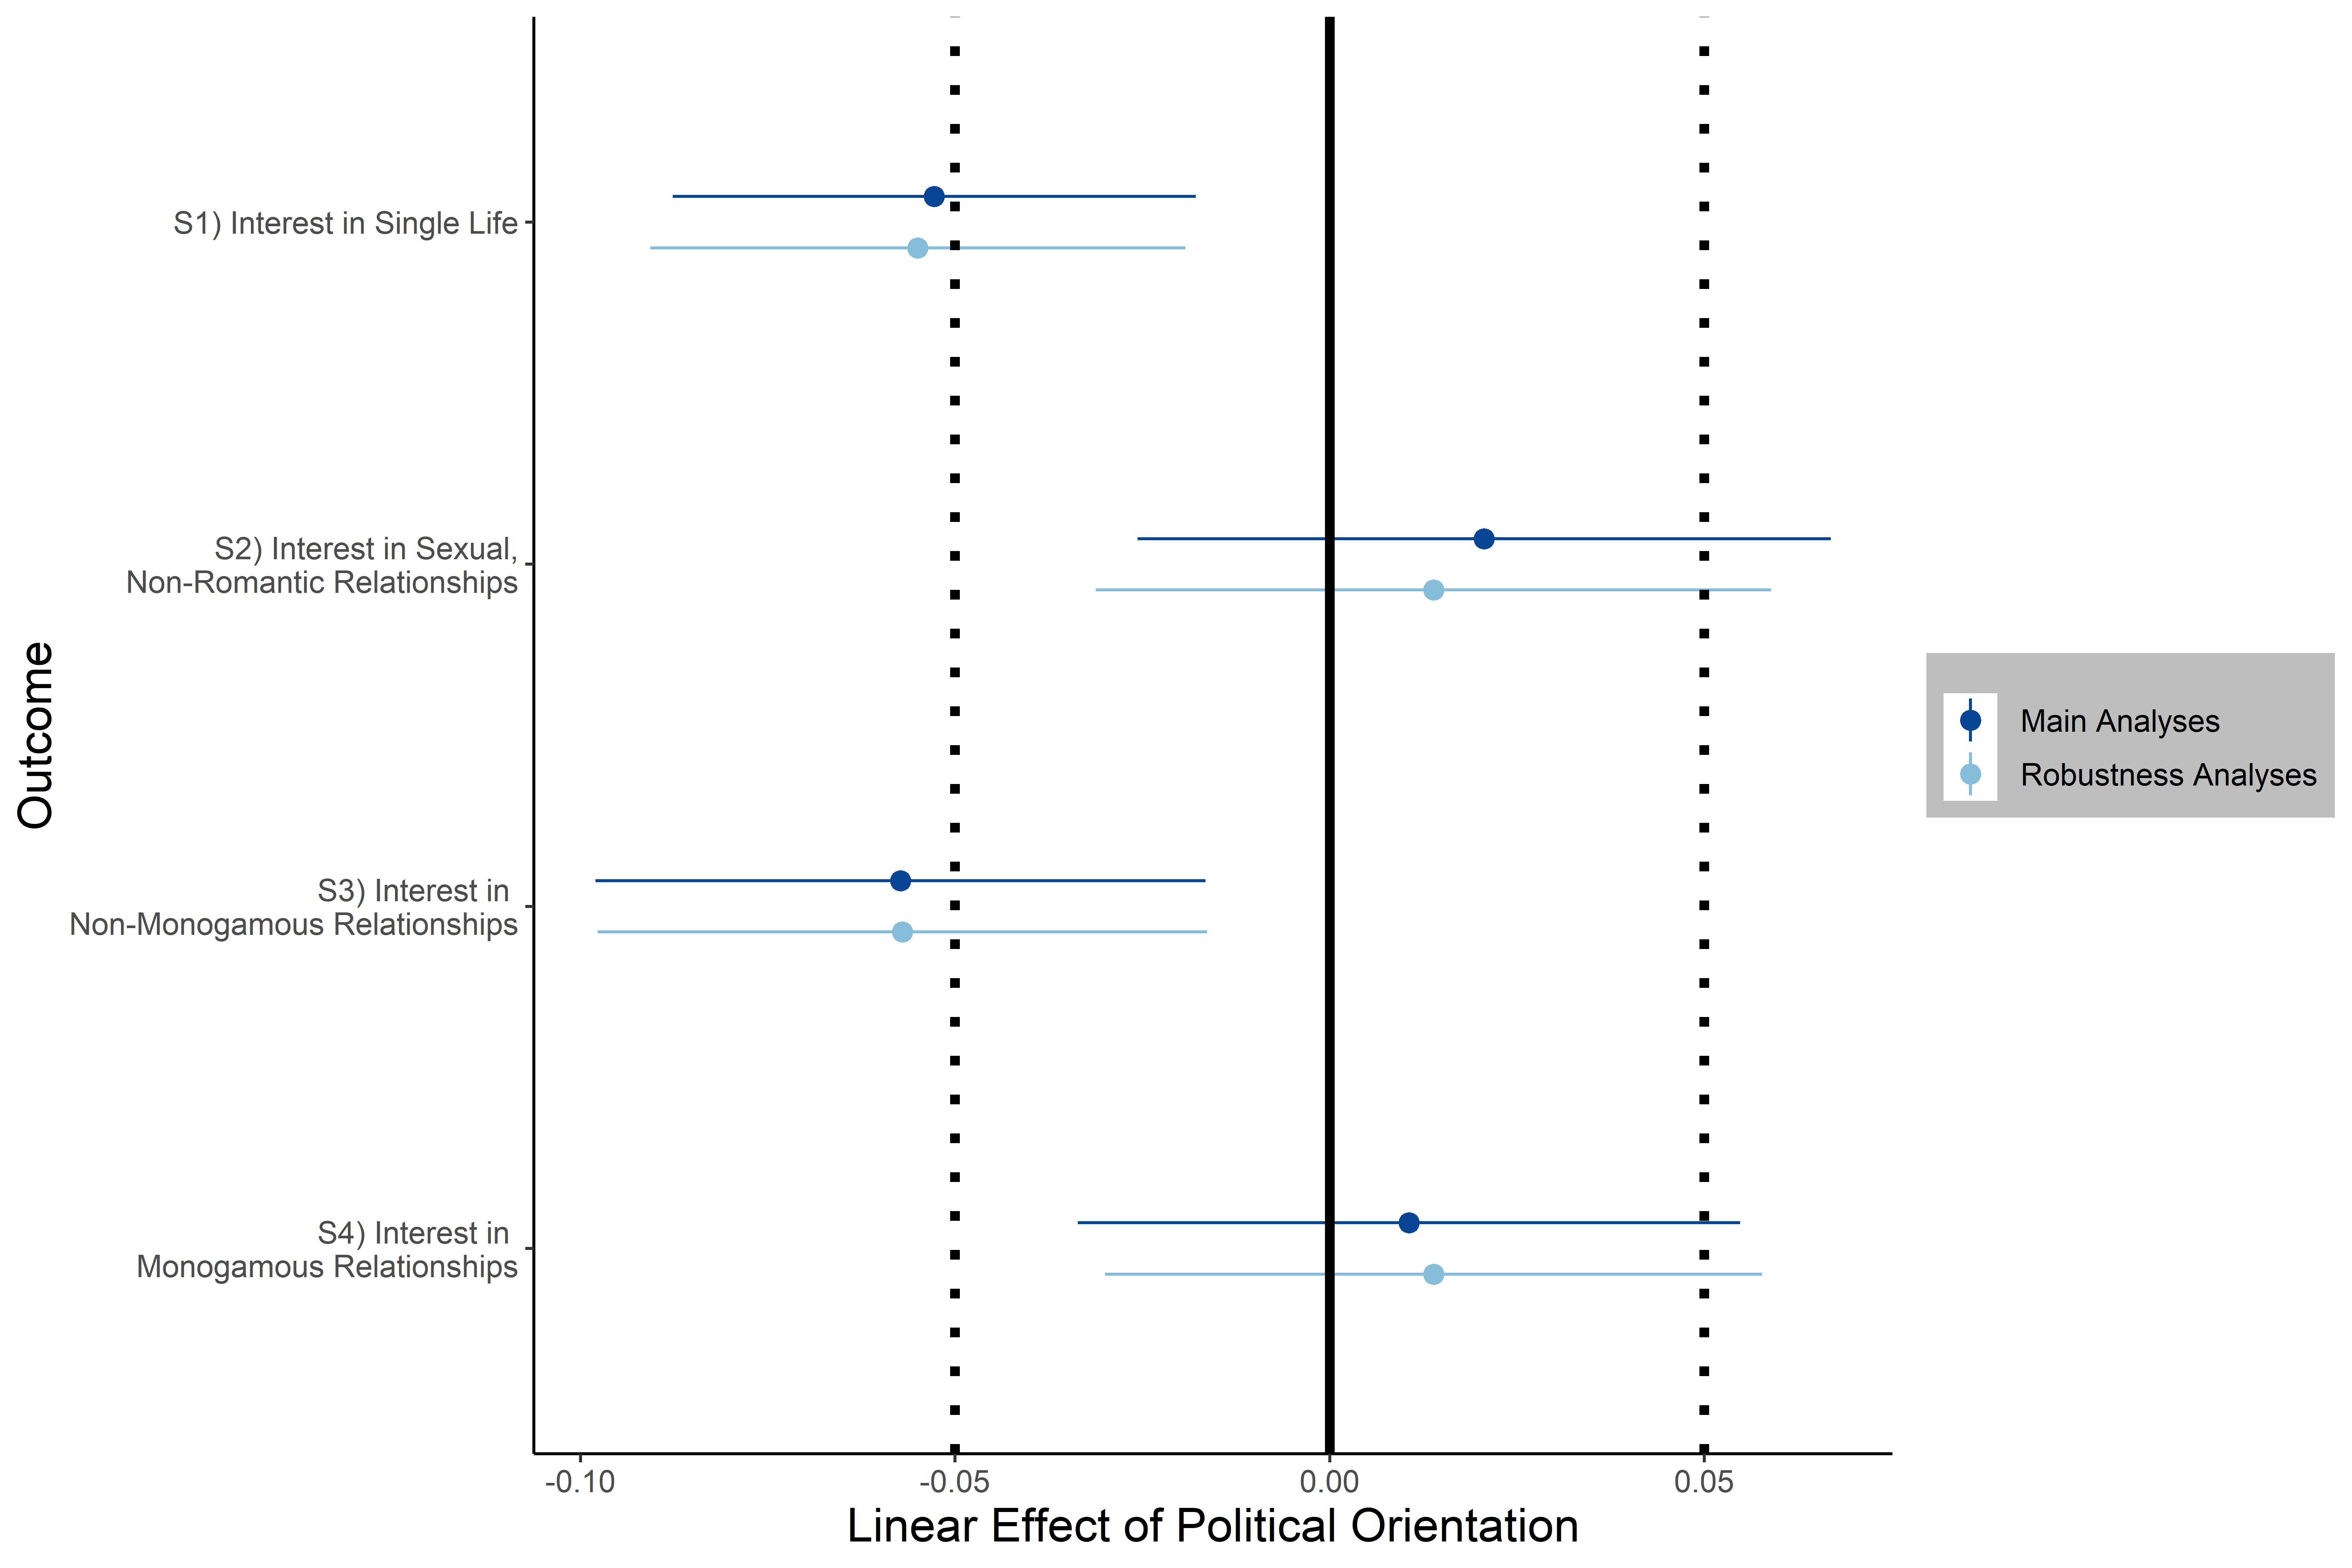 Outcome
S1) Interest in Single Life
S2) Interest in Sexual,
Non-Romantic Relationships
S3) Interest in
Non-Monogamous Relationships
S4) Interest in
Monogamous Relationships
-0.10
-0.05
0.00
0.05
Linear Effect of Political Orientation
Main Analyses
Robustness Analyses